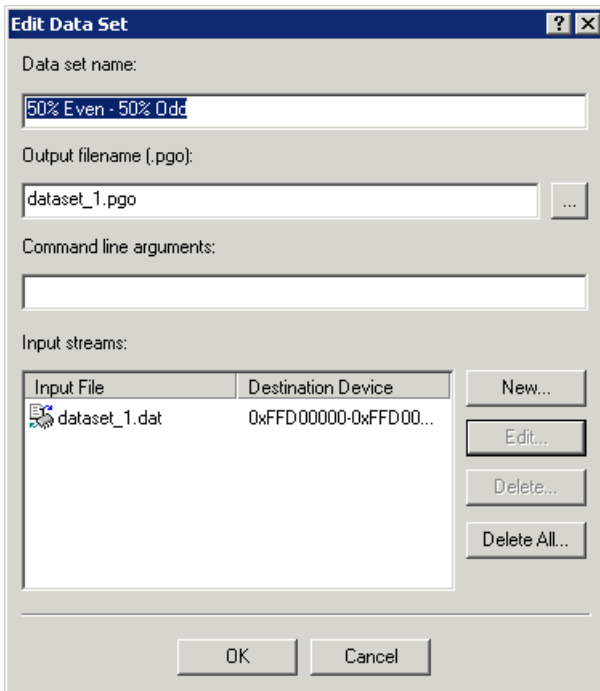 Edit Data Set
Data set name:
50% Even - 50% Odd
Output filename (.pgo):
dataset_1.pgo
...
Command line arguments:
Input streams:
Input File Destination Device
dataset_1.dat 0xFFD00000-0xFFD00...
New...
Edit...
Delete...
Delete All...
OK Cancel